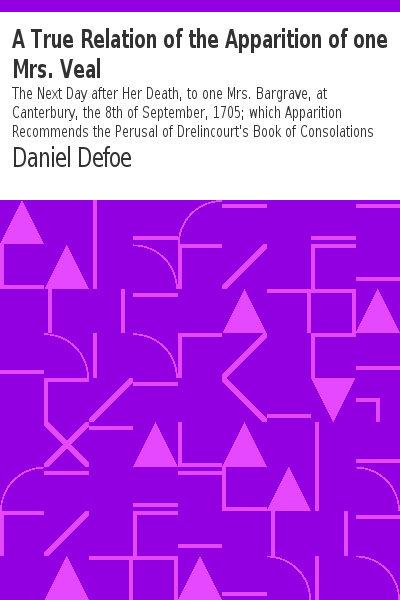 A True Relation of the Apparition of one
Mrs. Veal
The Next Day after Her Death, to one Mrs. Bargrave, at
Canterbury, the 8th of September, 1705; which Apparition
Recommends the Perusal of Drelincourt's Book of Consolations
Daniel Defoe